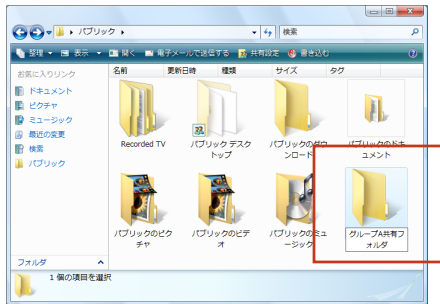 パブリック
検索
整理 表示 開く 電子メールで送信する 共有設定 書き込む
お気に入りリンク
ドキュメント
ピクチャ
ミュージック
最近の変更
検索
パブリック
フォルダ
名前 更新日時 種類 サイズ タグ
Recorded TV
パブリック デスク
トップ
パブリックのダウ
ンロード
パブリックのドキ
ュメント
パブリックのピク
チャ
パブリックのビデ
オ
パブリックのミュ
ージック
グループA共有フ
ォルダ
1 個の項目を選択